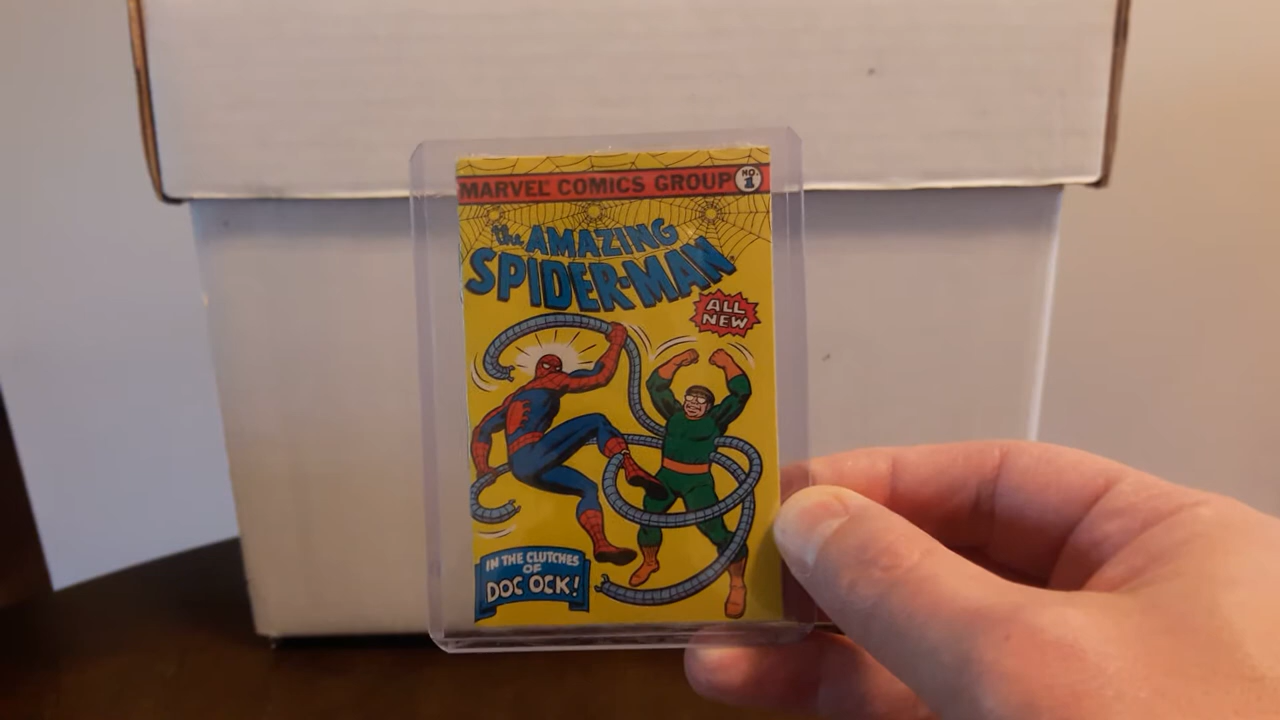 MARVEL COMICS GROUP NO. 1
the AMAZING
SPIDER-MAN
ALL
NEW
IN THE CLUTCHES
OF
DOC OCK!